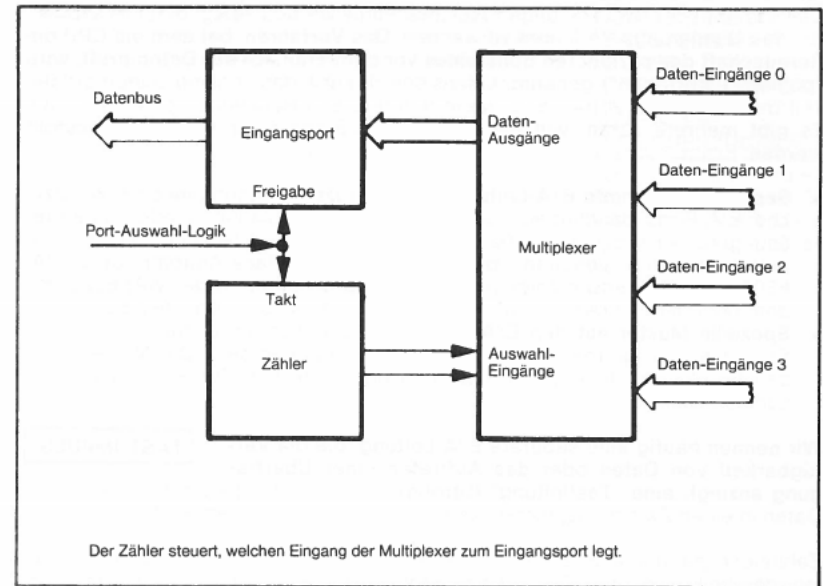 Datenbus
Eingangsport
Freigabe
Port-Auswahl-Logik
Takt
Zähler
Daten-
Ausgänge
Multiplexer
Auswahl-
Eingänge
Daten-Eingänge 0
Daten-Eingänge 1
Daten-Eingänge 2
Daten-Eingänge 3
Der Zähler steuert, welchen Eingang der Multiplexer zum Eingangsport legt.